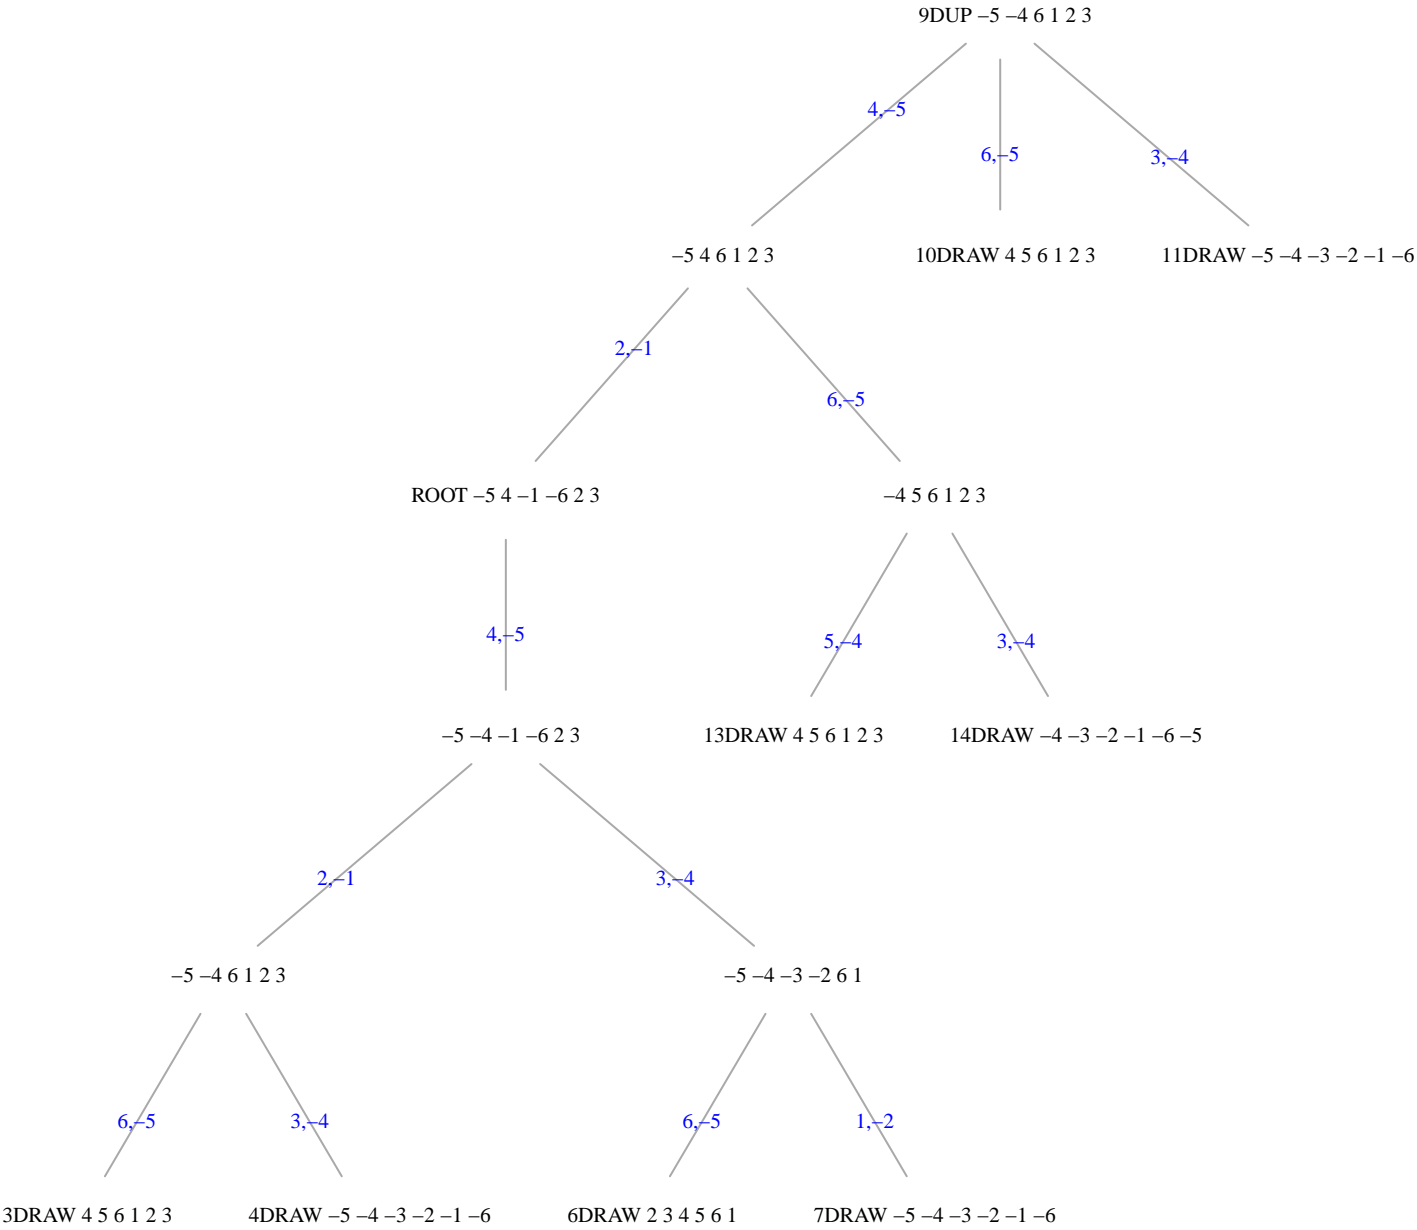 9DUP –5 –4 6 1 2 3
4,–5
6,–5
3,–4
–5 4 6 1 2 3
10DRAW 4 5 6 1 2 3
11DRAW –5 –4 –3 –2 –1 –6
2,–1
6,–5
ROOT –5 4 –1 –6 2 3
–4 5 6 1 2 3
4,–5
5,–4
3,–4
–5 –4 –1 –6 2 3
13DRAW 4 5 6 1 2 3
14DRAW –4 –3 –2 –1 –6 –5
2,–1
3,–4
–5 –4 6 1 2 3
–5 –4 –3 –2 6 1
6,–5
3,–4
6,–5
1,–2
3DRAW 4 5 6 1 2 3
4DRAW –5 –4 –3 –2 –1 –6
6DRAW 2 3 4 5 6 1
7DRAW –5 –4 –3 –2 –1 –6